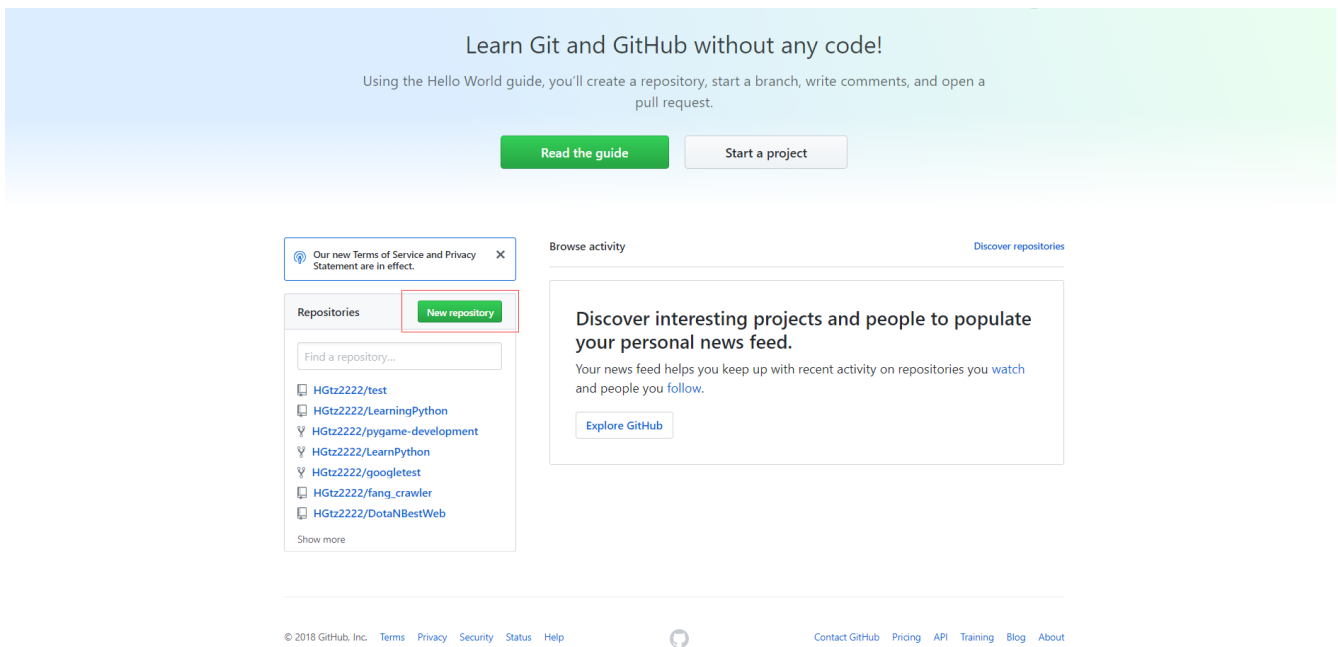 Learn Git and GitHub without any code!
Using the Hello World guide, you'll create a repository, start a branch, write comments, and open a
pull request.
Read the guide
Start a project
Our new Terms of Service and Privacy
Statement are in effect.
Repositories
New repository
Find a repository...
HGtz2222/test
HGtz2222/LearningPython
HGtz2222/pygame-development
HGtz2222/LearnPython
HGtz2222/googletest
HGtz2222/fang_crawler
HGtz2222/DotaNBestWeb
Show more
Browse activity
Discover repositories
Discover interesting projects and people to populate
your personal news feed.
Your news feed helps you keep up with recent activity on repositories you watch
and people you follow.
Explore GitHub
© 2018 GitHub, Inc. Terms Privacy Security Status Help
Contact GitHub Pricing API Training Blog About